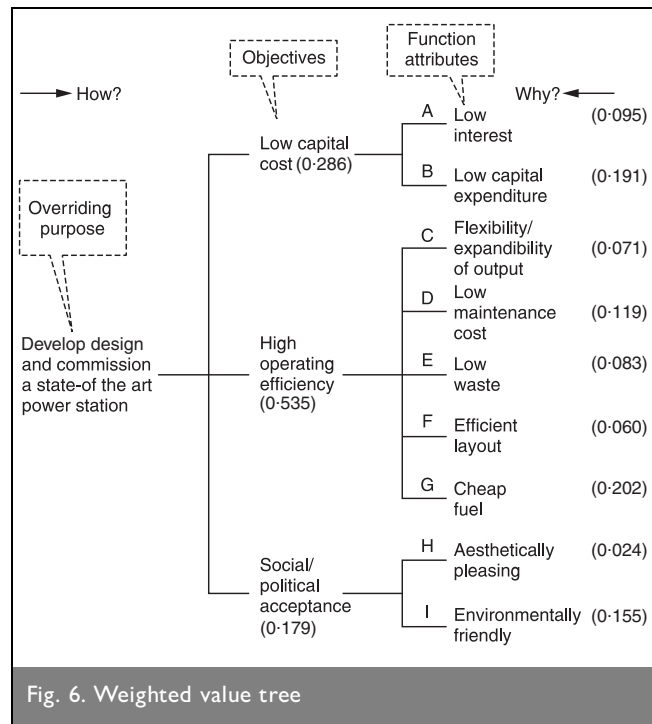 Objectives
Function
attributes
How?
Why?
Overriding
purpose
Develop design
and commission
a state-of the art
power station
Low capital
cost (0·286)
A Low
interest
(0·095)
B Low capital
expenditure
(0·191)
High
operating
efficiency
(0·535)
C Flexibility/
expandibility
of output
(0·071)
D Low
maintenance
cost
(0·119)
E Low
waste
(0·083)
F Efficient
layout
(0·060)
G Cheap
fuel
(0·202)
Social/
political
acceptance
(0·179)
H Aesthetically
pleasing
(0·024)
I Environmentally
friendly
(0·155)
Fig. 6. Weighted value tree